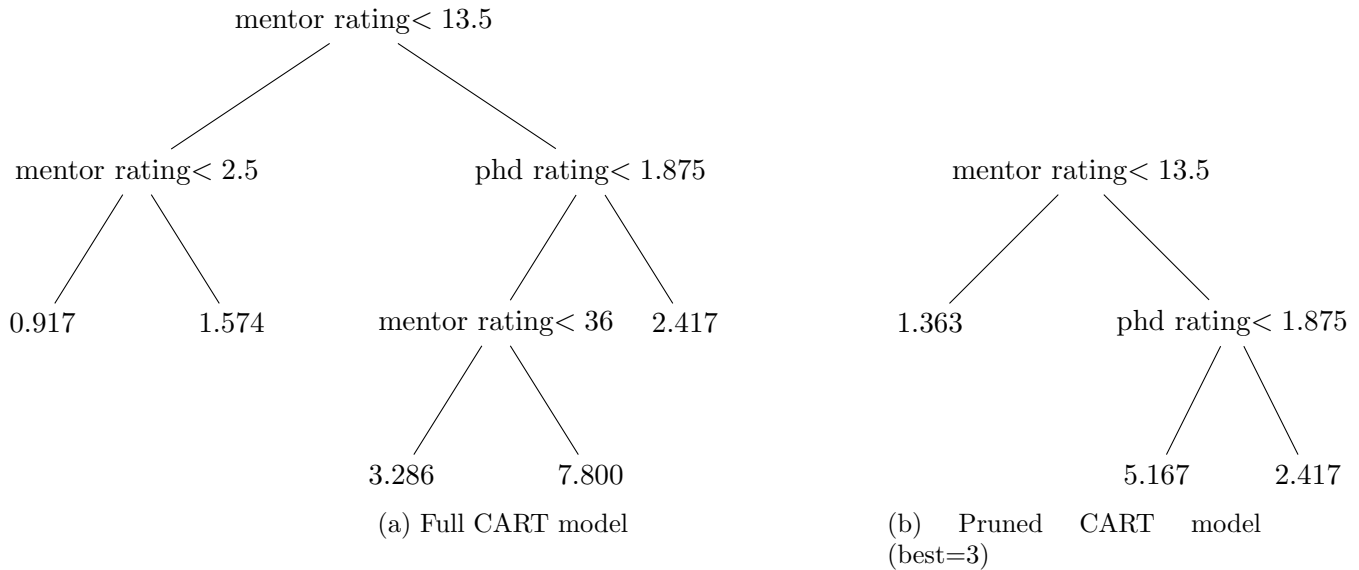 mentor rating< 13.5
mentor rating< 2.5
phd rating< 1.875
0.917
1.574
mentor rating< 36
2.417
3.286
7.800
(a) Full CART model
mentor rating< 13.5
1.363
phd rating< 1.875
5.167
2.417
(b) Pruned CART model
(best=3)